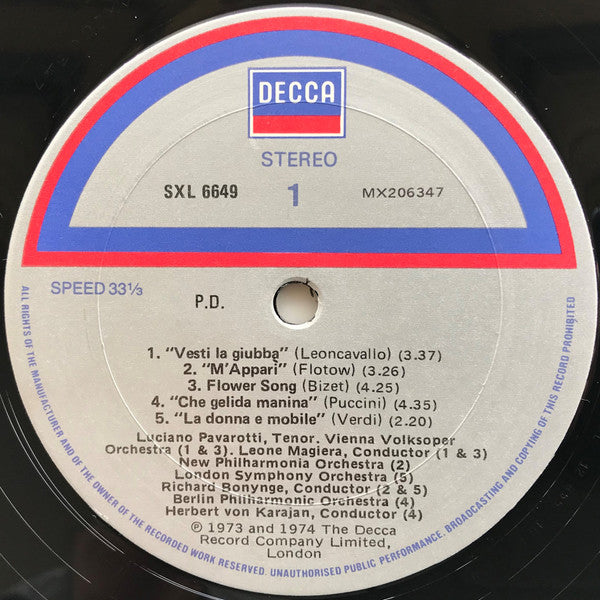 DECCA
STEREO
SXL 6649 1 MX206347
SPEED 33⅓
P.D.
1. "Vesti la giubba" (Leoncavallo) (3.37)
2. "M'Appari" (Flotow) (3.26)
3. Flower Song (Bizet) (4.25)
4. "Che gelida manina" (Puccini) (4.35)
5. "La donna e mobile" (Verdi) (2.20)
Luciano Pavarotti, Tenor. Vienna Volksoper
Orchestra (1 & 3). Leone Magiera, Conductor (1 & 3)
New Philharmonia Orchestra (2)
London Symphony Orchestra (5)
Richard Bonynge, Conductor (2 & 5)
Berlin Philharmonic Orchestra (4)
Herbert von Karajan, Conductor (4)
℗ 1973 and 1974 The Decca
Record Company Limited,
London
ALL RIGHTS OF THE MANUFACTURER AND OF THE OWNER OF THE RECORDED WORK RESERVED. UNAUTHORISED PUBLIC PERFORMANCE, BROADCASTING AND COPYING OF THIS RECORD PROHIBITED